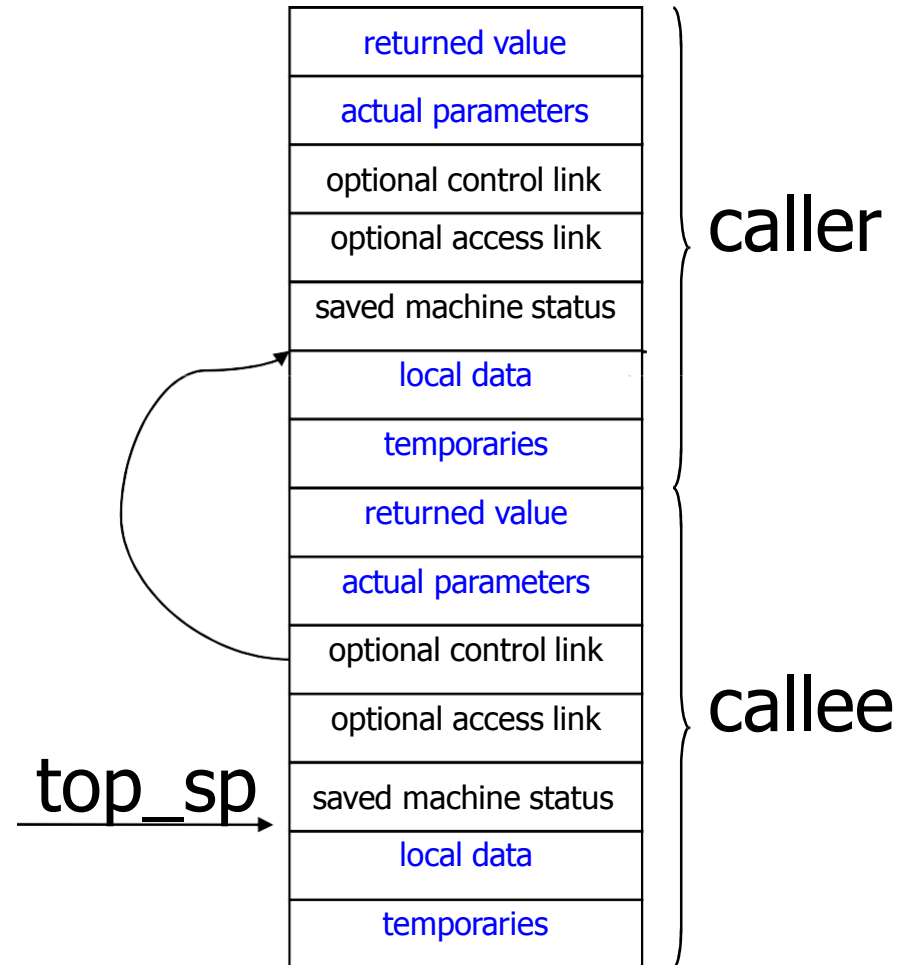 returned value
actual parameters
optional control link
optional access link
saved machine status
local data
temporaries
caller
returned value
actual parameters
optional control link
optional access link
saved machine status
local data
temporaries
callee
top_sp